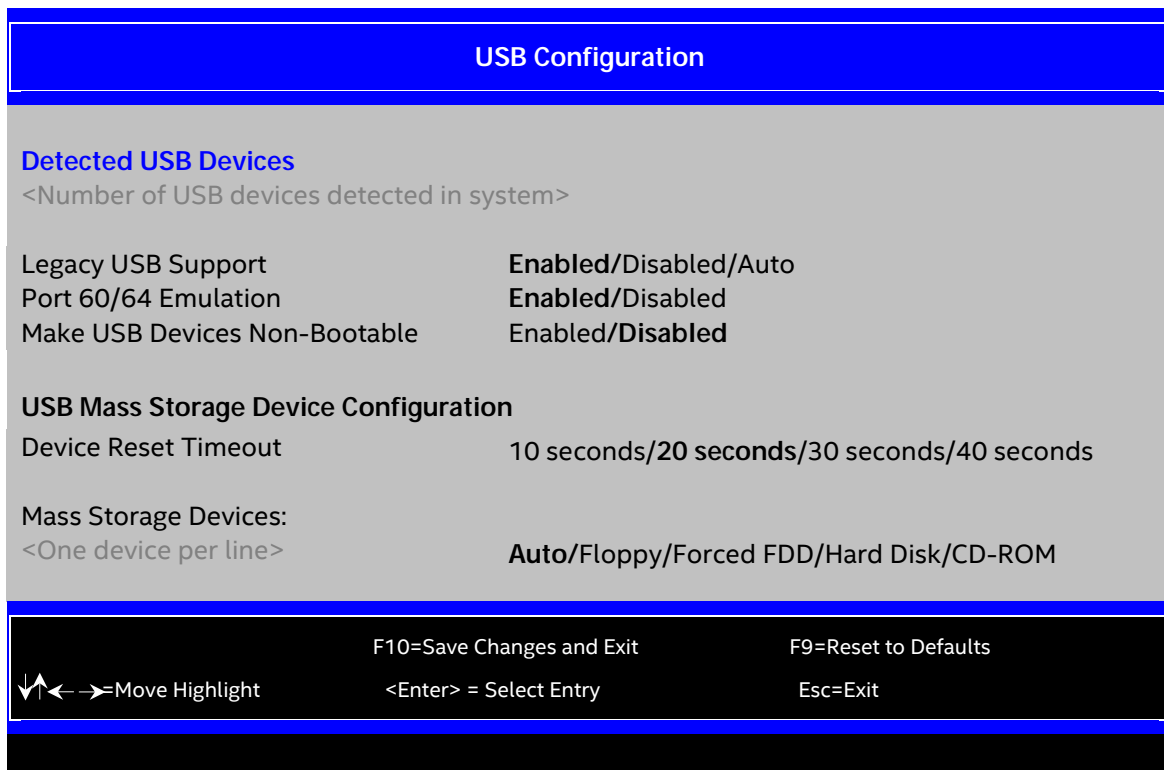 USB Configuration
Detected USB Devices
<Number of USB devices detected in system>
Legacy USB Support Enabled/Disabled/Auto
Port 60/64 Emulation Enabled/Disabled
Make USB Devices Non-Bootable Enabled/Disabled
USB Mass Storage Device Configuration
Device Reset Timeout 10 seconds/20 seconds/30 seconds/40 seconds
Mass Storage Devices:
<One device per line> Auto/Floppy/Forced FDD/Hard Disk/CD-ROM
F10=Save Changes and Exit F9=Reset to Defaults
↓↑← →=Move Highlight <Enter> = Select Entry Esc=Exit